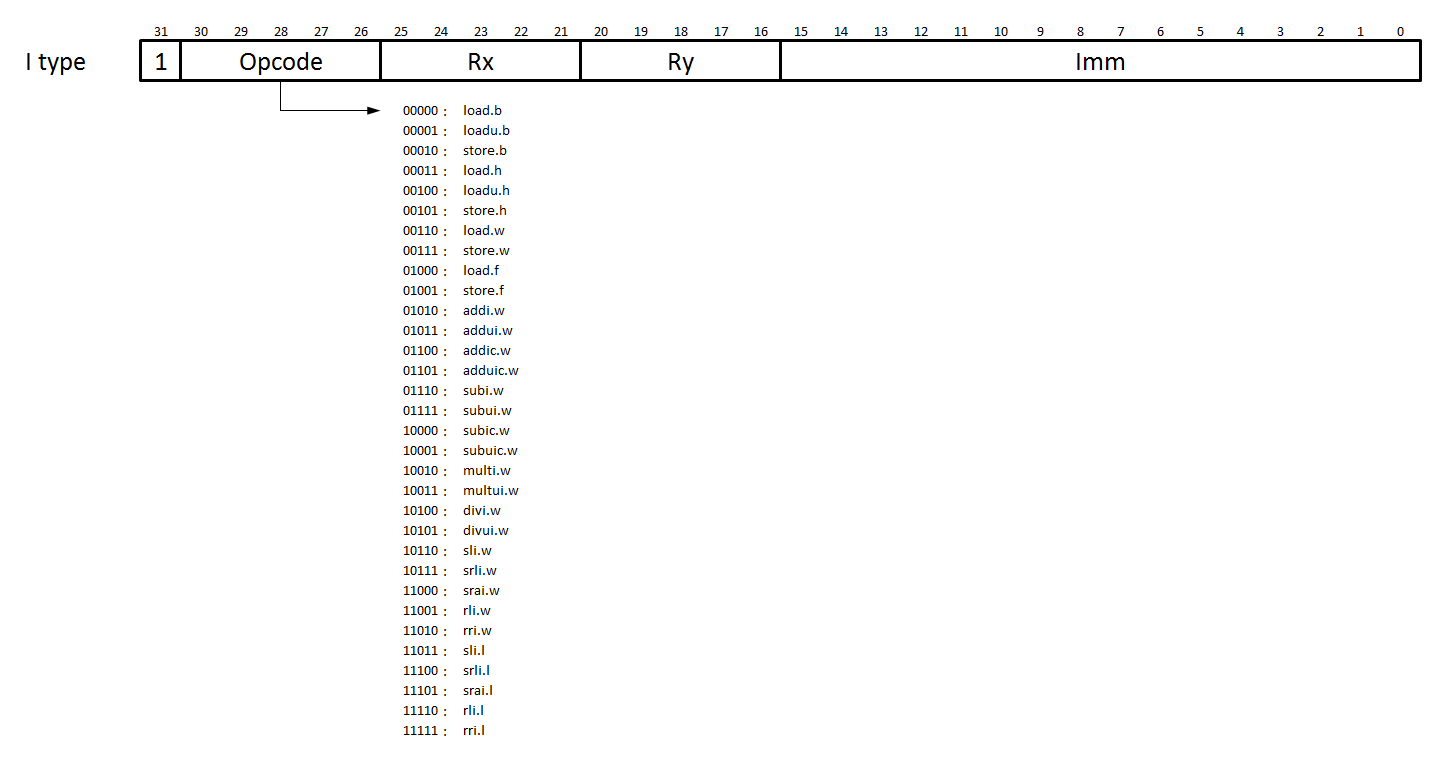 31 30 29 28 27 26 25 24 23 22 21 20 19 18 17 16 15 14 13 12 11 10 9 8 7 6 5 4 3 2 1 0
I type 1 Opcode Rx Ry Imm
00000 : load.b
00001 : loadu.b
00010 : store.b
00011 : load.h
00100 : loadu.h
00101 : store.h
00110 : load.w
00111 : store.w
01000 : load.f
01001 : store.f
01010 : addi.w
01011 : addui.w
01100 : addic.w
01101 : adduic.w
01110 : subi.w
01111 : subui.w
10000 : subic.w
10001 : subuic.w
10010 : multi.w
10011 : multui.w
10100 : divi.w
10101 : divui.w
10110 : sli.w
10111 : srli.w
11000 : srai.w
11001 : rli.w
11010 : rri.w
11011 : sli.l
11100 : srli.l
11101 : srai.l
11110 : rli.l
11111 : rri.l